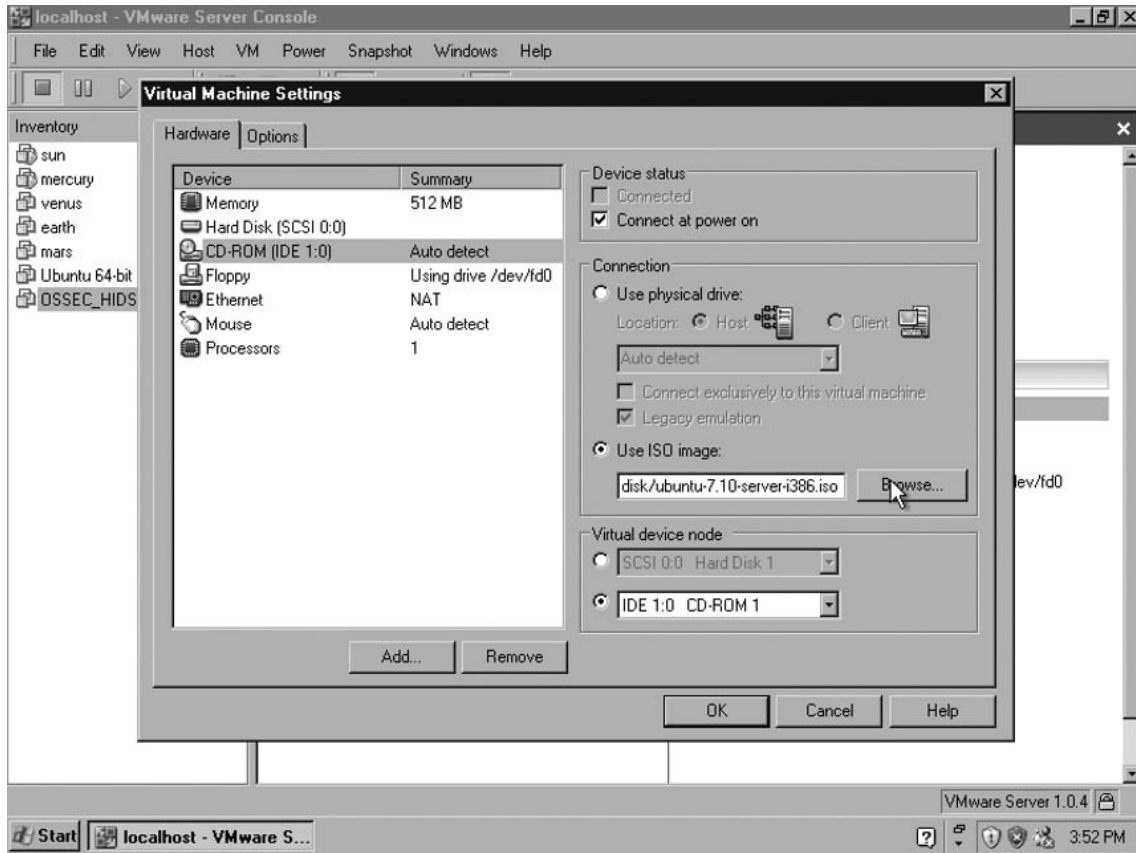 localhost - VMware Server Console
File Edit View Host VM Power Snapshot Windows Help
Virtual Machine Settings
Inventory
sun
mercury
venus
earth
mars
Ubuntu 64-bit
OSSEC_HIDS
Hardware Options
Device Summary
Memory 512 MB
Hard Disk (SCSI 0:0)
CD-ROM (IDE 1:0) Auto detect
Floppy Using drive /dev/fd0
Ethernet NAT
Mouse Auto detect
Processors 1
Add... Remove
Device status
Connected
Connect at power on
Connection
Use physical drive:
Location: Host Client
Auto detect
Connect exclusively to this virtual machine
Legacy emulation
Use ISO image:
disk/ubuntu-7.10-server-i386.iso Browse...
Virtual device node
SCSI 0:0 Hard Disk 1
IDE 1:0 CD-ROM 1
OK Cancel Help
lev/fd0
VMware Server 1.0.4
Start localhost - VMware S... 3:52 PM